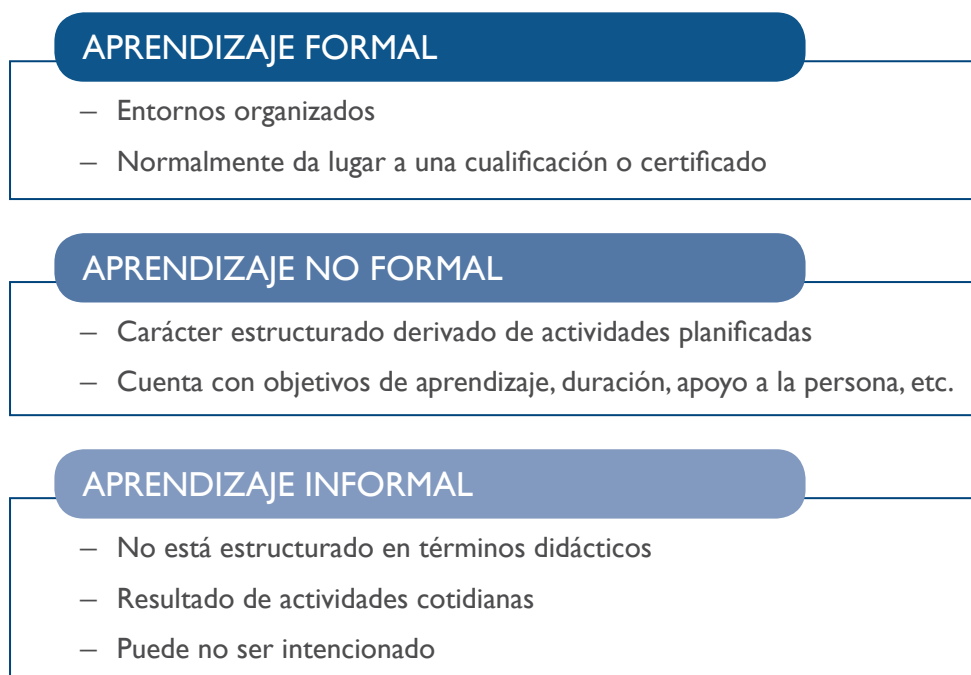 APRENDIZAJE FORMAL
– Entornos organizados
– Normalmente da lugar a una cualificación o certificado
APRENDIZAJE NO FORMAL
– Carácter estructurado derivado de actividades planificadas
– Cuenta con objetivos de aprendizaje, duración, apoyo a la persona, etc.
APRENDIZAJE INFORMAL
– No está estructurado en términos didácticos
– Resultado de actividades cotidianas
– Puede no ser intencionado